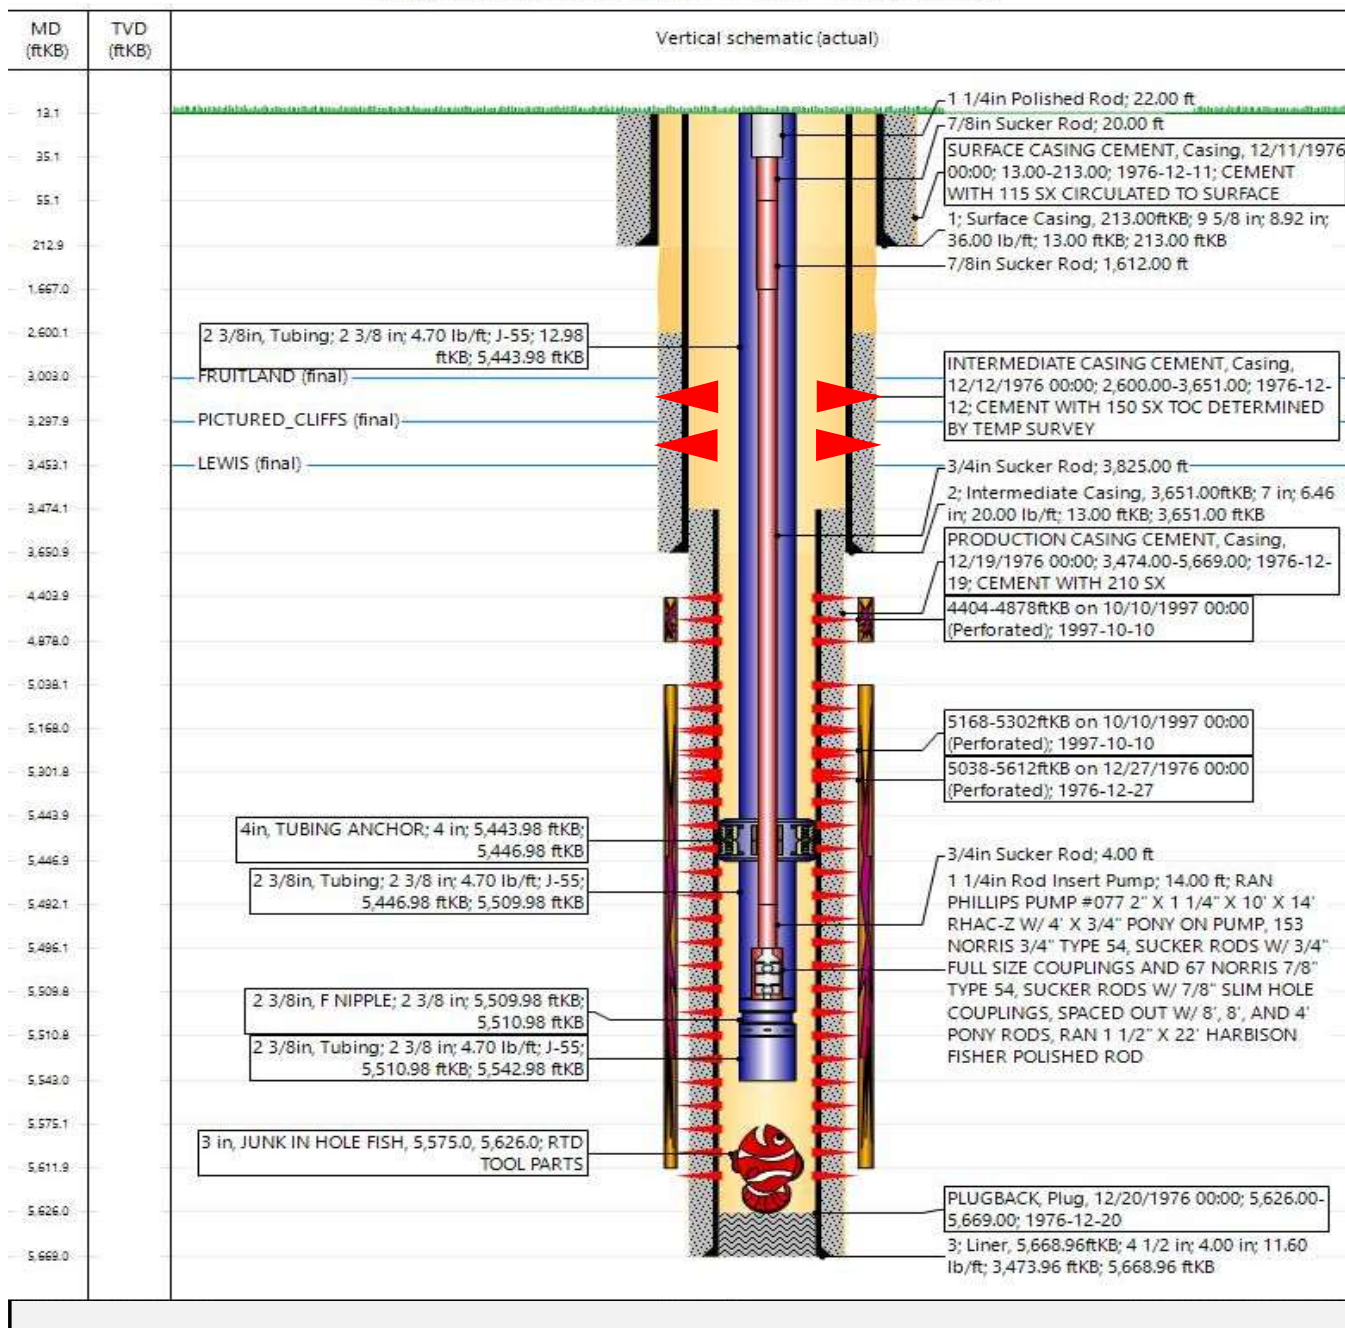 MD
(ftKB)
TVD
(ftKB)
Vertical schematic (actual)
13.1
35.1
55.1
212.9
1,667.0
2,600.1
3,003.0
3,297.9
3,453.1
3,474.1
3,650.9
4,403.9
4,878.0
5,038.1
5,168.0
5,301.8
5,443.9
5,446.9
5,492.1
5,496.1
5,509.8
5,510.8
5,543.0
5,575.1
5,611.9
5,626.0
5,669.0
2 3/8in, Tubing; 2 3/8 in; 4.70 lb/ft; J-55; 12.98
ftKB; 5,443.98 ftKB
FRUITLAND (final)
PICTURED_CLIFFS (final)
LEWIS (final)
4in, TUBING ANCHOR; 4 in; 5,443.98 ftKB;
5,446.98 ftKB
2 3/8in, Tubing; 2 3/8 in; 4.70 lb/ft; J-55;
5,446.98 ftKB; 5,509.98 ftKB
2 3/8in, F NIPPLE; 2 3/8 in; 5,509.98 ftKB;
5,510.98 ftKB
2 3/8in, Tubing; 2 3/8 in; 4.70 lb/ft; J-55;
5,510.98 ftKB; 5,542.98 ftKB
3 in, JUNK IN HOLE FISH, 5,575.0, 5,626.0; RTD
TOOL PARTS
1 1/4in Polished Rod; 22.00 ft
7/8in Sucker Rod; 20.00 ft
SURFACE CASING CEMENT, Casing, 12/11/1976
00:00; 13.00-213.00; 1976-12-11; CEMENT
WITH 115 SX CIRCULATED TO SURFACE
1; Surface Casing, 213.00ftKB; 9 5/8 in; 8.92 in;
36.00 lb/ft; 13.00 ftKB; 213.00 ftKB
7/8in Sucker Rod; 1,612.00 ft
INTERMEDIATE CASING CEMENT, Casing,
12/12/1976 00:00; 2,600.00-3,651.00; 1976-12-
12; CEMENT WITH 150 SX TOC DETERMINED
BY TEMP SURVEY
3/4in Sucker Rod; 3,825.00 ft
2; Intermediate Casing, 3,651.00ftKB; 7 in; 6.46
in; 20.00 lb/ft; 13.00 ftKB; 3,651.00 ftKB
PRODUCTION CASING CEMENT, Casing,
12/19/1976 00:00; 3,474.00-5,669.00; 1976-12-
19; CEMENT WITH 210 SX
4404-4878ftKB on 10/10/1997 00:00
(Perforated); 1997-10-10
5168-5302ftKB on 10/10/1997 00:00
(Perforated); 1997-10-10
5038-5612ftKB on 12/27/1976 00:00
(Perforated); 1976-12-27
3/4in Sucker Rod; 4.00 ft
1 1/4in Rod Insert Pump; 14.00 ft; RAN
PHILLIPS PUMP #077 2" X 1 1/4" X 10' X 14'
RHAC-Z W/ 4' X 3/4" PONY ON PUMP, 153
NORRIS 3/4" TYPE 54, SUCKER RODS W/ 3/4"
FULL SIZE COUPLINGS AND 67 NORRIS 7/8"
TYPE 54, SUCKER RODS W/ 7/8" SLIM HOLE
COUPLINGS, SPACED OUT W/ 8', 8', AND 4'
PONY RODS, RAN 1 1/2" X 22' HARBISON
FISHER POLISHED ROD
PLUGBACK, Plug, 12/20/1976 00:00; 5,626.00-
5,669.00; 1976-12-20
3; Liner, 5,668.96ftKB; 4 1/2 in; 4.00 in; 11.60
lb/ft; 3,473.96 ftKB; 5,668.96 ftKB